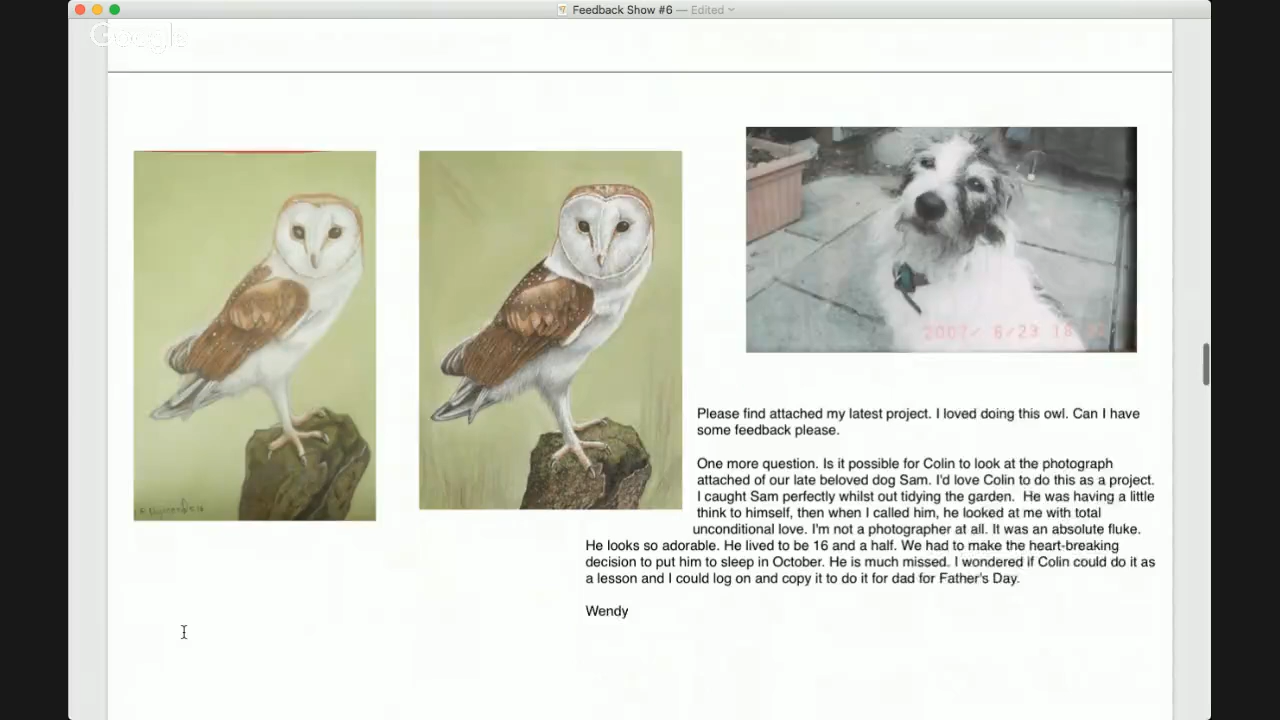 Feedback Show #6 — Edited
Google
2007/ 6/23 18
Please find attached my latest project. I loved doing this owl. Can I have
some feedback please.
One more question. Is it possible for Colin to look at the photograph
attached of our late beloved dog Sam. I'd love Colin to do this as a project.
I caught Sam perfectly whilst out tidying the garden.  He was having a little
think to himself, then when I called him, he looked at me with total
unconditional love. I'm not a photographer at all. It was an absolute fluke.
He looks so adorable. He lived to be 16 and a half. We had to make the heart-breaking
decision to put him to sleep in October. He is much missed. I wondered if Colin could do it as
a lesson and I could log on and copy it to do it for dad for Father's Day.
Wendy